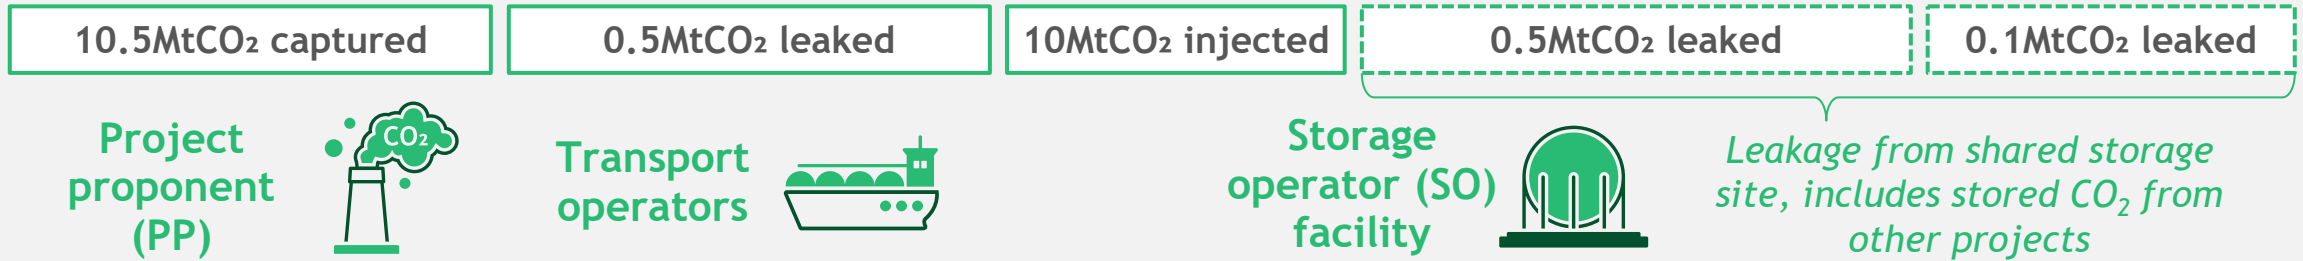 10.5MtCO₂ captured
0.5MtCO₂ leaked
10MtCO₂ injected
0.5MtCO₂ leaked
0.1MtCO₂ leaked
Project
proponent
(PP)
CO₂
Transport
operators
Storage
operator (SO)
facility
Leakage from shared storage
site, includes stored CO₂ from
other projects